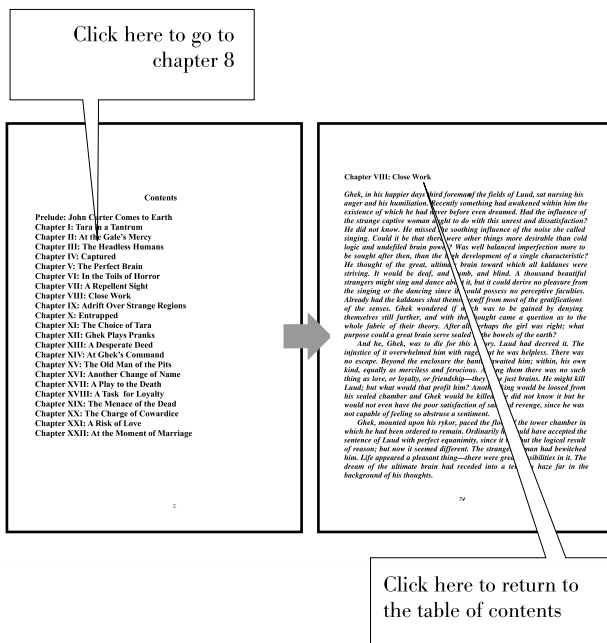 Click here to go to
chapter 8
Contents
Prelude: John Carter Comes to Earth
Chapter I: Tara in a Tantrum
Chapter II: At the Gale's Mercy
Chapter III: The Headless Humans
Chapter IV: Captured
Chapter V: The Perfect Brain
Chapter VI: In the Toils of Horror
Chapter VII: A Repellent Sight
Chapter VIII: Close Work
Chapter IX: Adrift Over Strange Regions
Chapter X: Entrapped
Chapter XI: The Choice of Tara
Chapter XII: Ghek Plays Pranks
Chapter XIII: A Desperate Deed
Chapter XIV: At Ghek's Command
Chapter XV: The Old Man of the Pits
Chapter XVI: Another Change of Name
Chapter XVII: A Play to the Death
Chapter XVIII: A Task for Loyalty
Chapter XIX: The Menace of the Dead
Chapter XX: The Charge of Cowardice
Chapter XXI: A Risk of Love
Chapter XXII: At the Moment of Marriage
2
Chapter VIII: Close Work
Ghek, in his happier days third foreman of the fields of Luud, sat nursing his
anger and his humiliation. Recently something had awakened within him the
existence of which he had never before even dreamed. Had the influence of
the strange captive woman aught to do with this unrest and dissatisfaction?
He did not know. He missed the soothing influence of the noise she called
singing. Could it be that there were other things more desirable than cold
logic and undefiled brain power? Was well balanced imperfection more to
be sought after then, than the high development of a single characteristic?
He thought of the great, ultimate brain toward which all kaldanes were
striving. It would be deaf, and dumb, and blind. A thousand beautiful
strangers might sing and dance about it, but it could derive no pleasure from
the singing or the dancing since it would possess no perceptive faculties.
Already had the kaldanes shut themselves off from most of the gratifications
of the senses. Ghek wondered if much was to be gained by denying
themselves still further, and with the thought came a question as to the
whole fabric of their theory. After all perhaps the girl was right; what
purpose could a great brain serve sealed in the bowels of the earth?
And he, Ghek, was to die for this theory. Luud had decreed it. The
injustice of it overwhelmed him with rage. But he was helpless. There was
no escape. Beyond the enclosure the banths awaited him; within, his own
kind, equally as merciless and ferocious. Among them there was no such
thing as love, or loyalty, or friendship—they were just brains. He might kill
Luud; but what would that profit him? Another king would be loosed from
his sealed chamber and Ghek would be killed. He did not know it but he
would not even have the poor satisfaction of satisfied revenge, since he was
not capable of feeling so abstruse a sentiment.
Ghek, mounted upon his rykor, paced the floor of the tower chamber in
which he had been ordered to remain. Ordinarily he would have accepted the
sentence of Luud with perfect equanimity, since it was but the logical result
of reason; but now it seemed different. The strange woman had bewitched
him. Life appeared a pleasant thing—there were great possibilities in it. The
dream of the ultimate brain had receded into a tenuous haze far in the
background of his thoughts.
74
Click here to return to
the table of contents